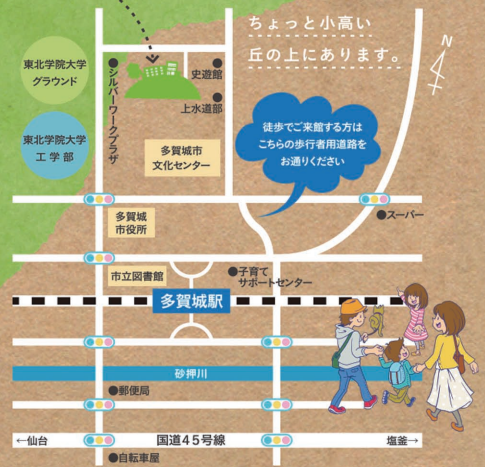 ちょっと小高い
丘の上にあります。
N
東北学院大学
グラウンド
●シルバーワークプラザ
史遊館●
上水道部●
東北学院大学
工学部
徒歩でご来館する方は
こちらの歩行者用道路を
お通りください
多賀城市
文化センター
多賀城
市役所
●スーパー
市立図書館
●子育て
サポートセンター
多賀城駅
砂押川
●郵便局
←仙台
国道45号線
塩釜→
●自転車屋